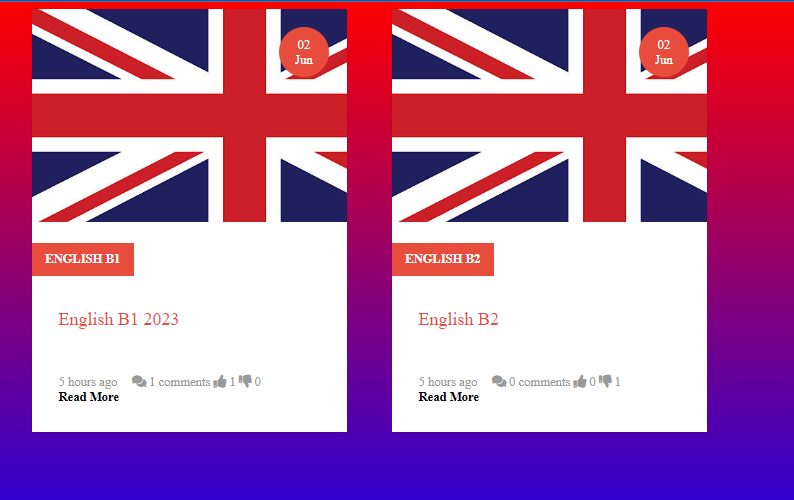 02
Jun
ENGLISH B1
English B1 2023
5 hours ago 1 comments 1 0
Read More
02
Jun
ENGLISH B2
English B2
5 hours ago 0 comments 0 1
Read More